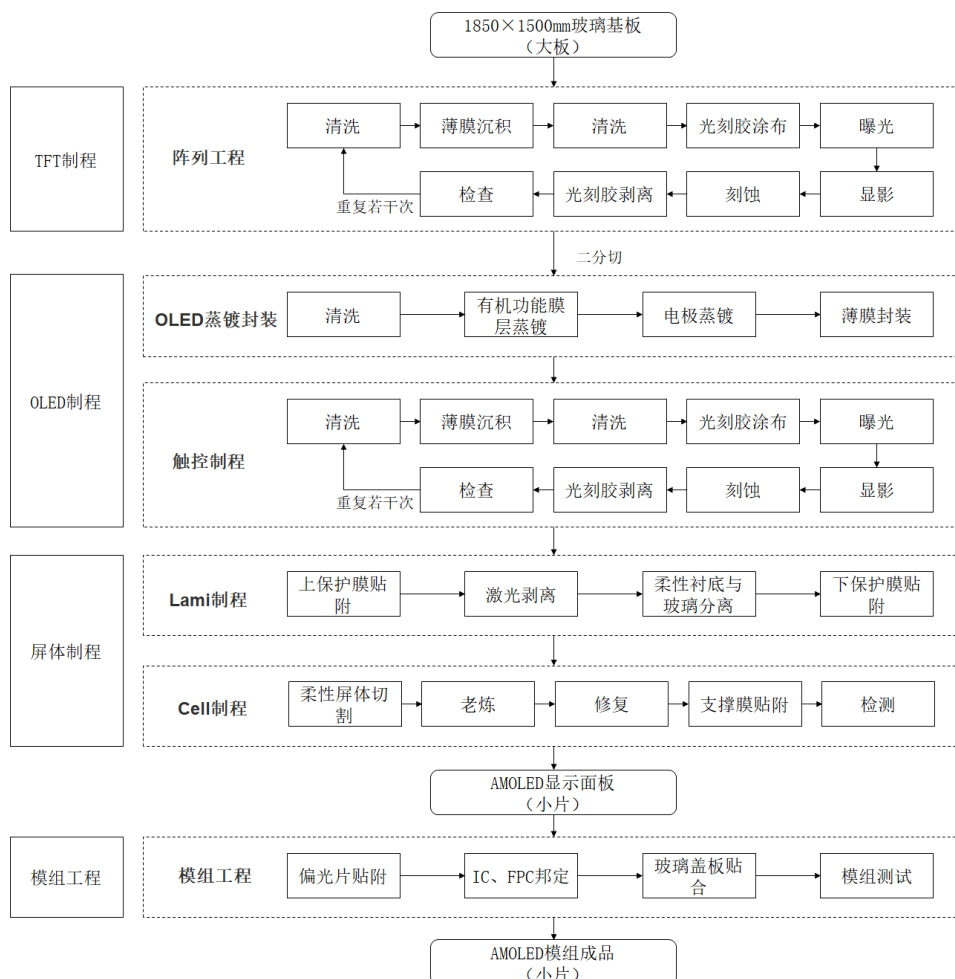 1850×1500mm玻璃基板
（大板）
TFT制程
阵列工程
清洗
薄膜沉积
清洗
光刻胶涂布
曝光
检查
光刻胶剥离
刻蚀
显影
重复若干次
二分切
OLED制程
OLED蒸镀封装
清洗
有机功能膜
层蒸镀
电极蒸镀
薄膜封装
触控制程
清洗
薄膜沉积
清洗
光刻胶涂布
曝光
检查
光刻胶剥离
刻蚀
显影
重复若干次
屏体制程
Lami制程
上保护膜贴
附
激光剥离
柔性衬底与
玻璃分离
下保护膜贴
附
Cell制程
柔性屏体切
割
老炼
修复
支撑膜贴附
检测
AMOLED显示面板
（小片）
模组工程
模组工程
偏光片贴附
IC、FPC邦定
玻璃盖板贴
合
模组测试
AMOLED模组成品
（小片）